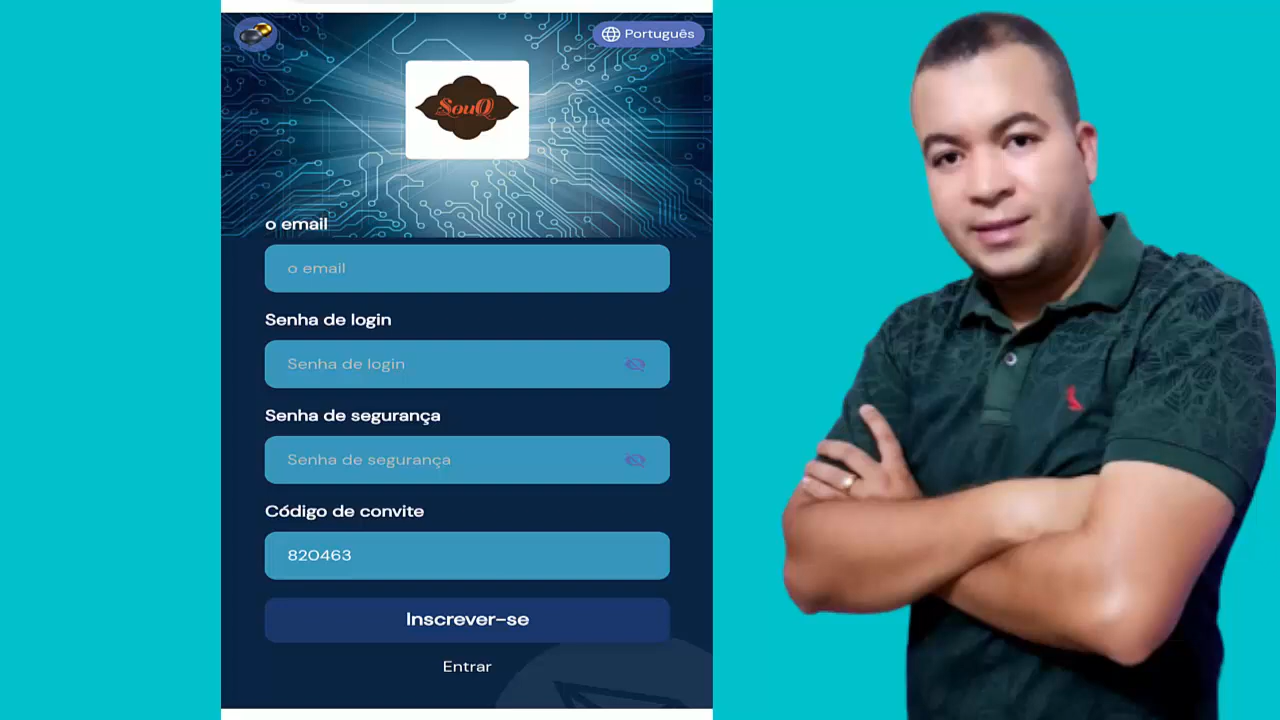 Português
SouQ
o email
o email
Senha de login
Senha de login
Senha de segurança
Senha de segurança
Código de convite
820463
Inscrever-se
Entrar